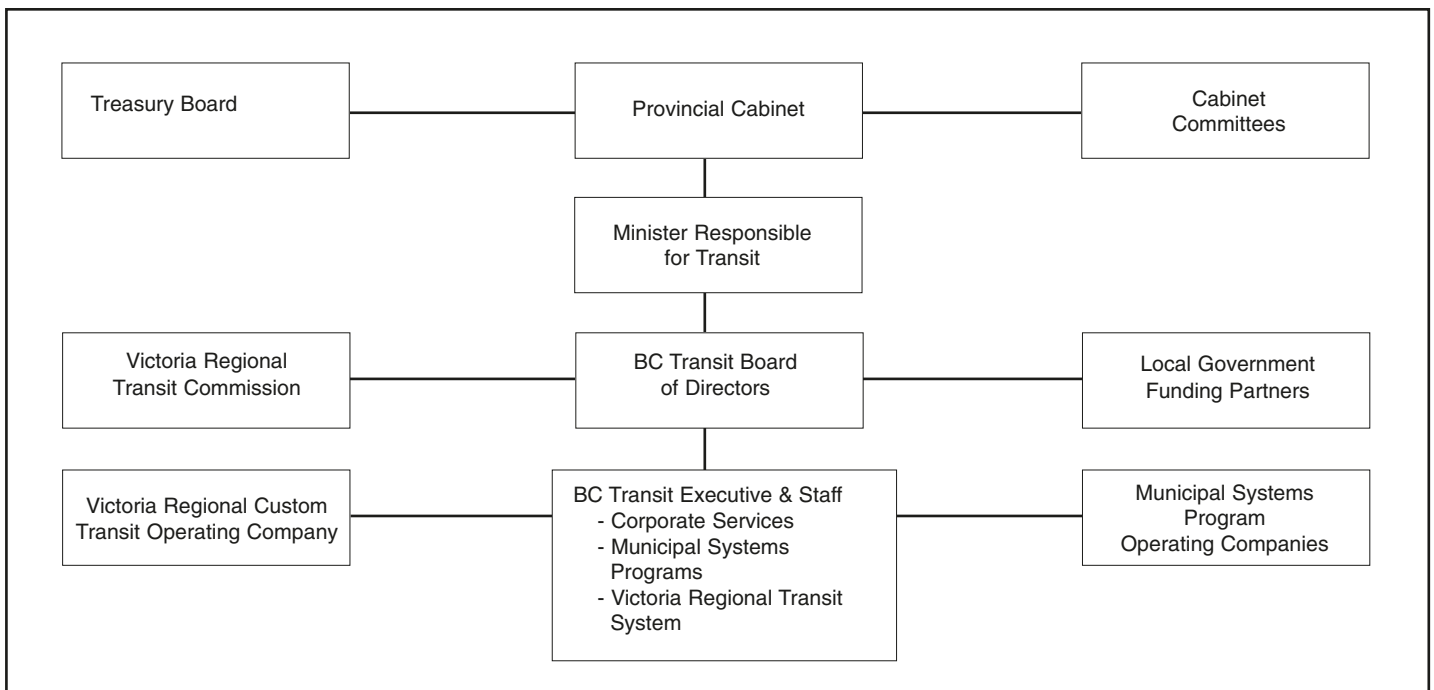 Treasury Board
Provincial Cabinet
Cabinet
Committees
Minister Responsible
for Transit
Victoria Regional
Transit Commission
BC Transit Board
of Directors
Local Government
Funding Partners
Victoria Regional Custom
Transit Operating Company
BC Transit Executive & Staff
- Corporate Services
- Municipal Systems
Programs
- Victoria Regional Transit
System
Municipal Systems
Program
Operating Companies